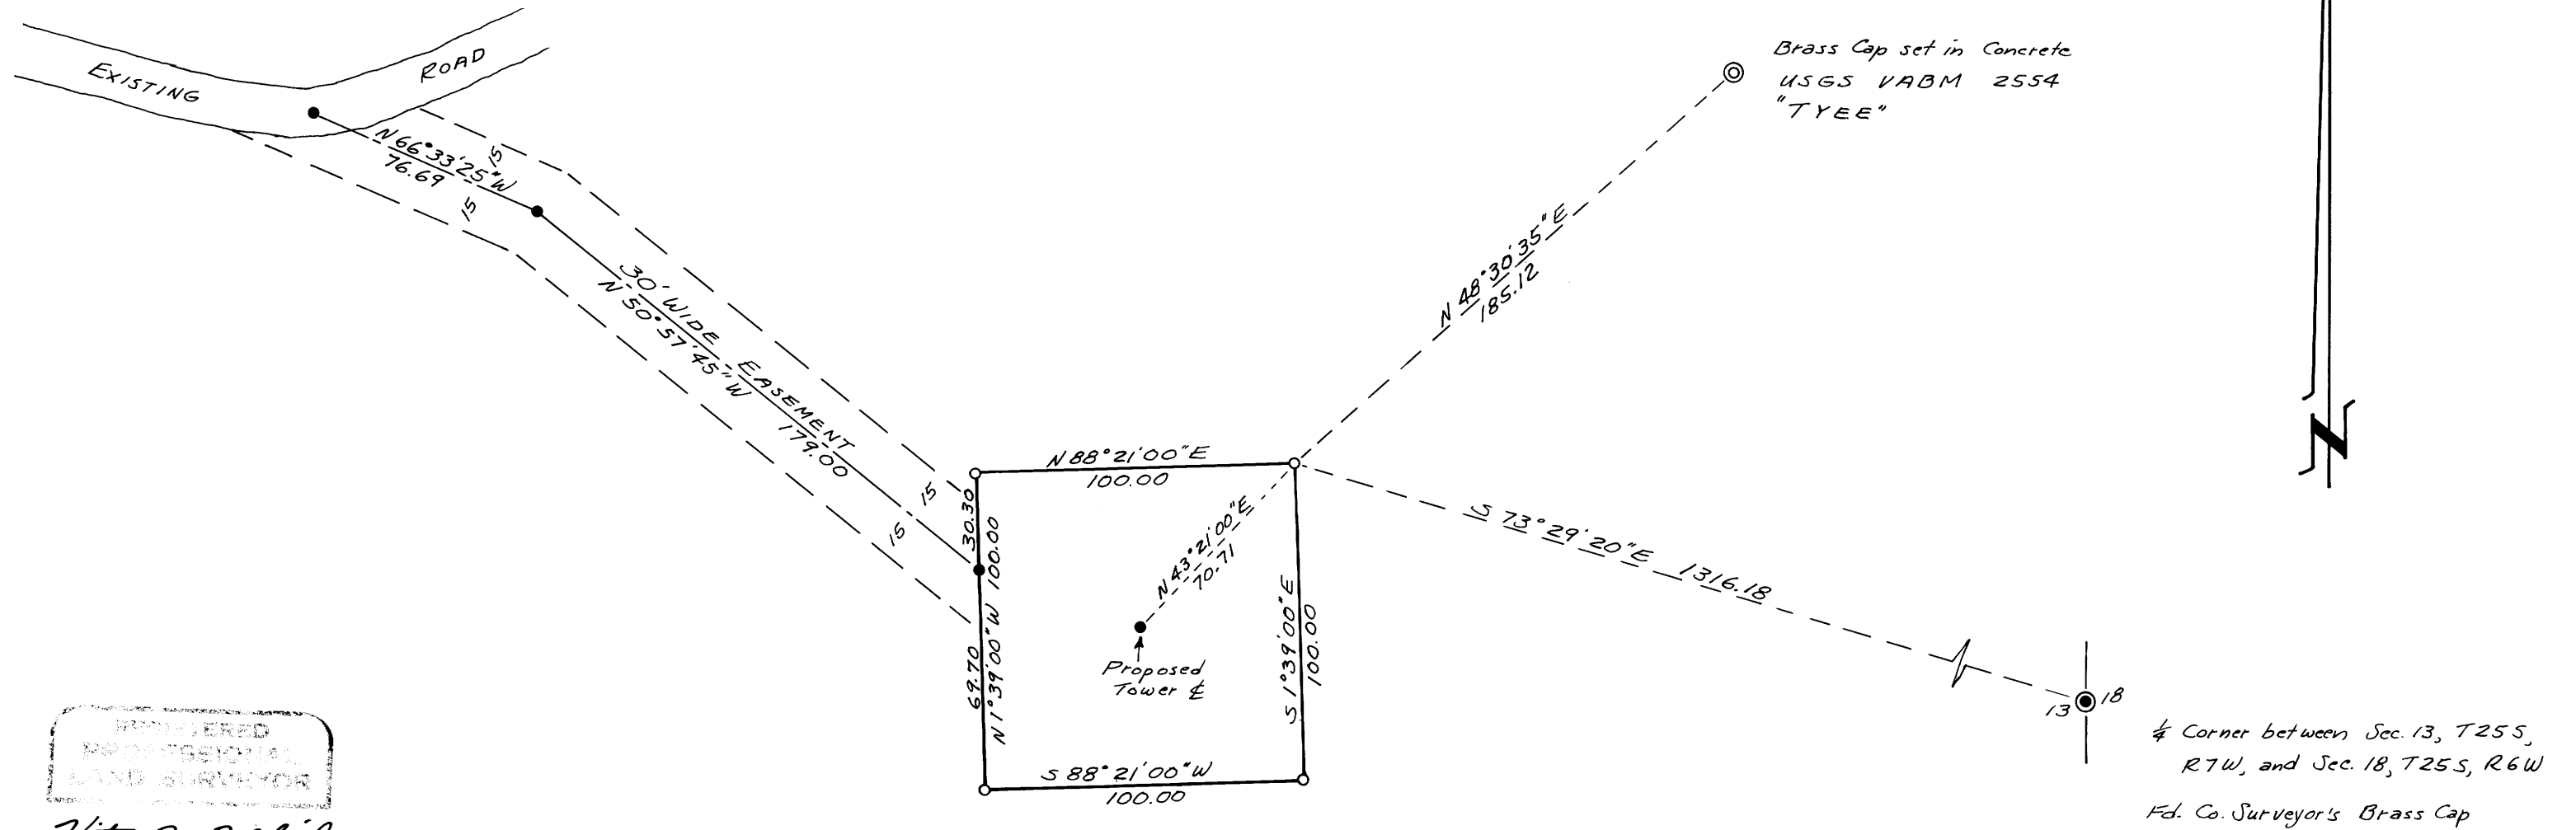 EXISTING ROAD
Brass Cap set in Concrete
USGS VABM 2554
"TYEE"
N 66°33'25" W
76.69
15
15
30' WIDE EASEMENT
N 50°57'45" W 179.00
15
15
N 48°30'35" E
185.12
N 88°21'00" E
100.00
30.30
69.70
N 1°39'00" W 100.00
N 43°21'00" E
70.71
Proposed
Tower ℄
S 1°39'00" E
100.00
S 88°21'00" W
100.00
S 73°29'20" E 1316.18
13 18
¼ Corner between Sec. 13, T25S,
R7W, and Sec. 18, T25S, R6W
Fd. Co. Surveyor's Brass Cap
N
REGISTERED
PROFESSIONAL
LAND SURVEYOR